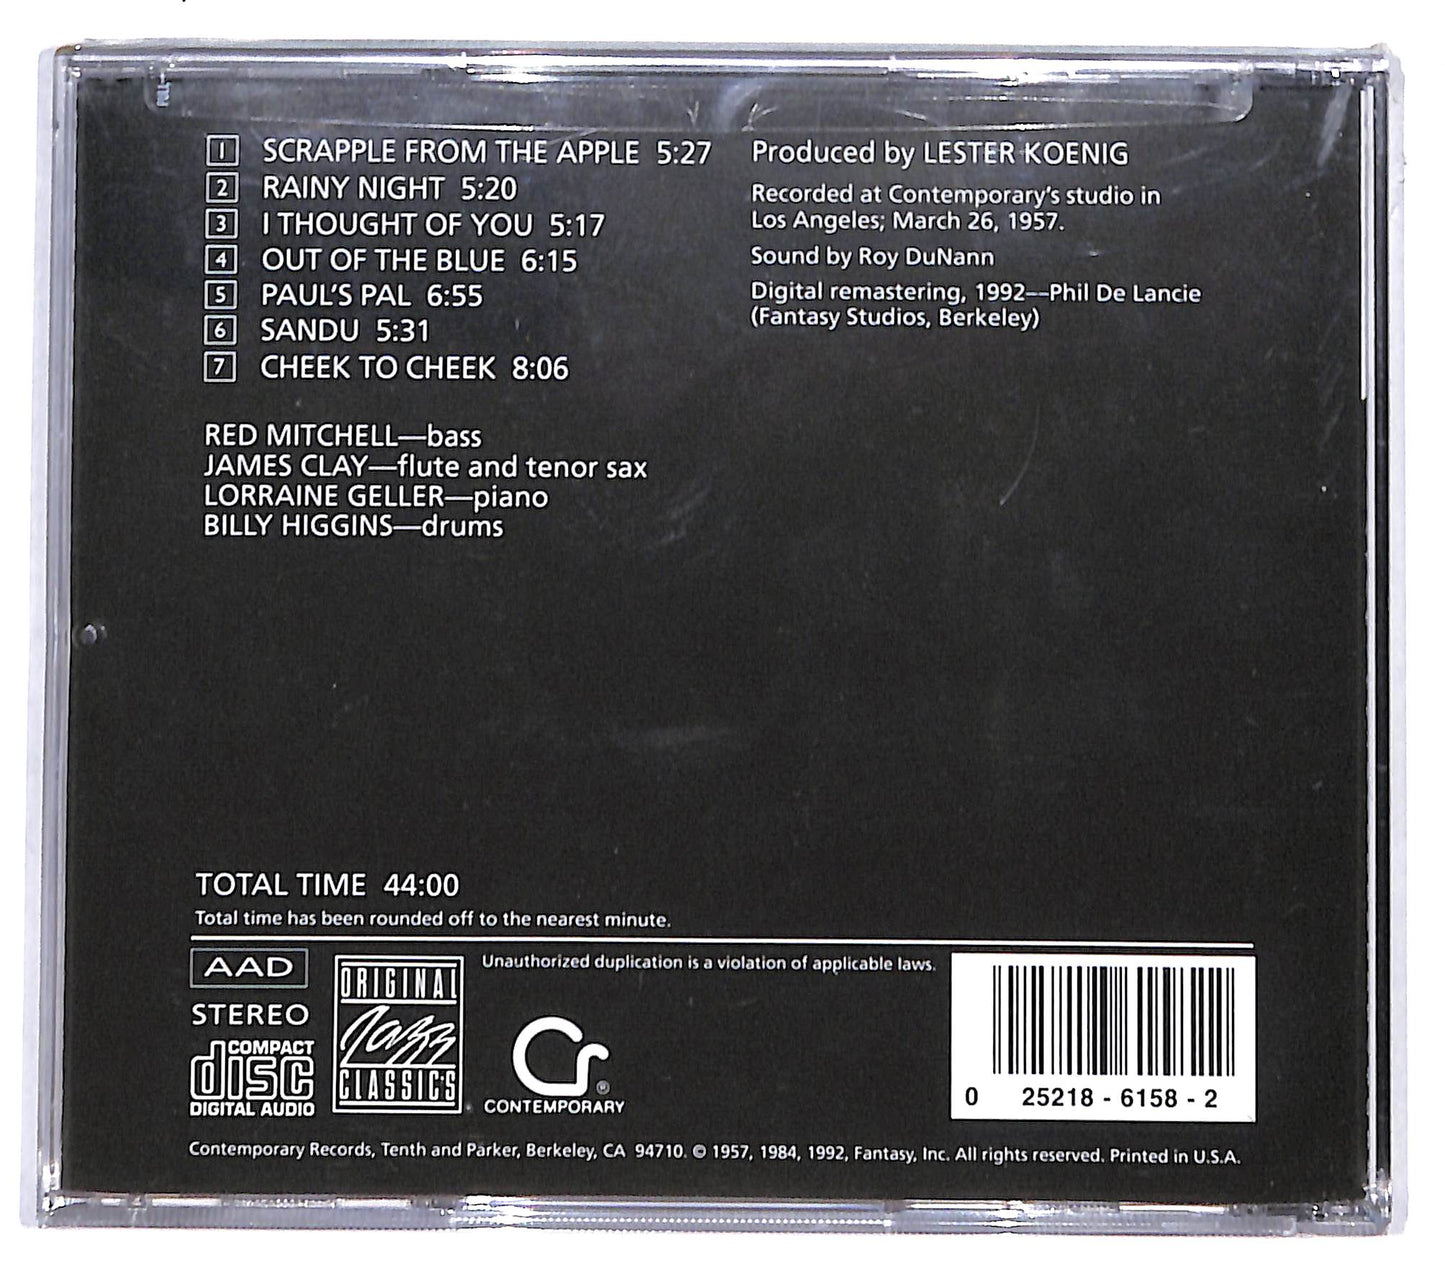 1 SCRAPPLE FROM THE APPLE 5:27
2 RAINY NIGHT 5:20
3 I THOUGHT OF YOU 5:17
4 OUT OF THE BLUE 6:15
5 PAUL'S PAL 6:55
6 SANDU 5:31
7 CHEEK TO CHEEK 8:06
RED MITCHELL—bass
JAMES CLAY—flute and tenor sax
LORRAINE GELLER—piano
BILLY HIGGINS—drums
Produced by LESTER KOENIG
Recorded at Contemporary's studio in
Los Angeles; March 26, 1957.
Sound by Roy DuNann
Digital remastering, 1992—Phil De Lancie
(Fantasy Studios, Berkeley)
TOTAL TIME 44:00
Total time has been rounded off to the nearest minute.
AAD
STEREO
COMPACT
disc
DIGITAL AUDIO
ORIGINAL
Jazz
CLASSICS
Unauthorized duplication is a violation of applicable laws.
Cr®
CONTEMPORARY
0 25218 - 6158 - 2
Contemporary Records, Tenth and Parker, Berkeley, CA 94710. © 1957, 1984, 1992, Fantasy, Inc. All rights reserved. Printed in U.S.A.